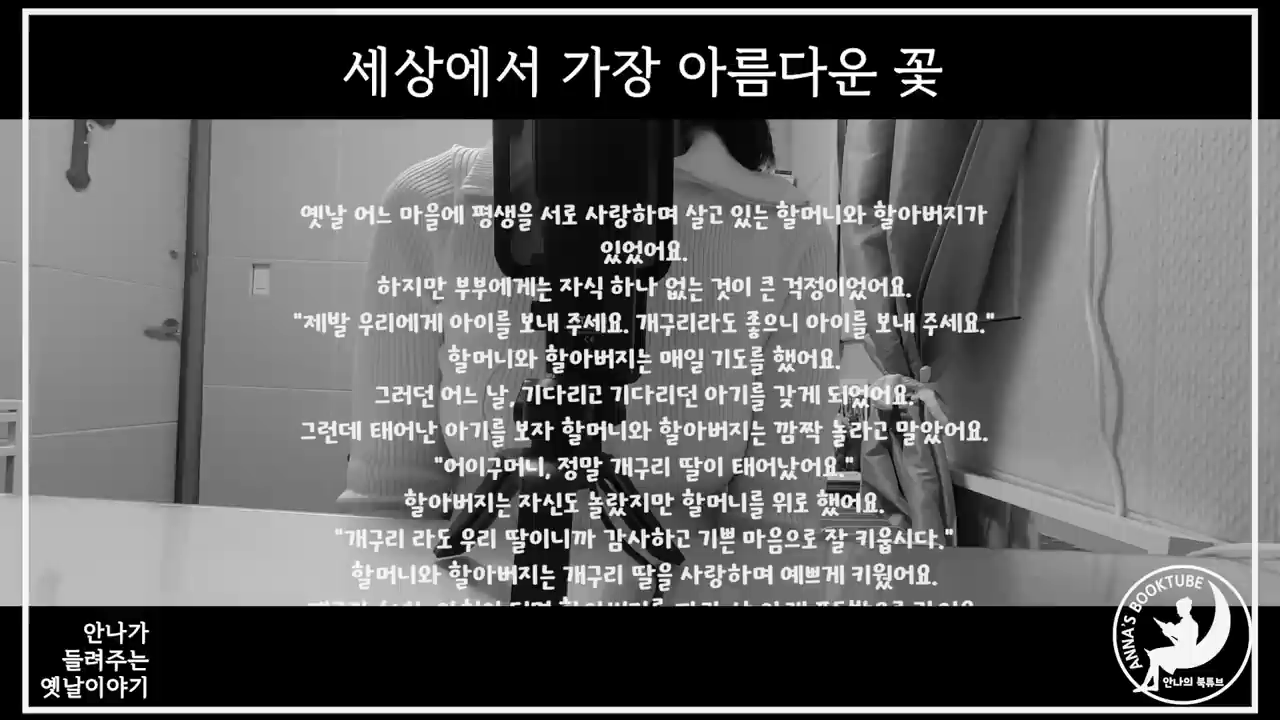 세상에서 가장 아름다운 꽃
옛날 어느 마을에 평생을 서로 사랑하며 살고 있는 할머니와 할아버지가
있었어요.
하지만 부부에게는 자식 하나 없는 것이 큰 걱정이었어요.
"제발 우리에게 아이를 보내 주세요. 개구리라도 좋으니 아이를 보내 주세요."
할머니와 할아버지는 매일 기도를 했어요.
그러던 어느 날, 기다리고 기다리던 아기를 갖게 되었어요.
그런데 태어난 아기를 보자 할머니와 할아버지는 깜짝 놀라고 말았어요.
"어이구머니, 정말 개구리 딸이 태어났어요."
할아버지는 자신도 놀랐지만 할머니를 위로 했어요.
"개구리 라도 우리 딸이니까 감사하고 기쁜 마음으로 잘 키웁시다."
할머니와 할아버지는 개구리 딸을 사랑하며 예쁘게 키웠어요.
안나가
들려주는
옛날이야기
ANNA'S BOOKTUBE
안나의 북튜브